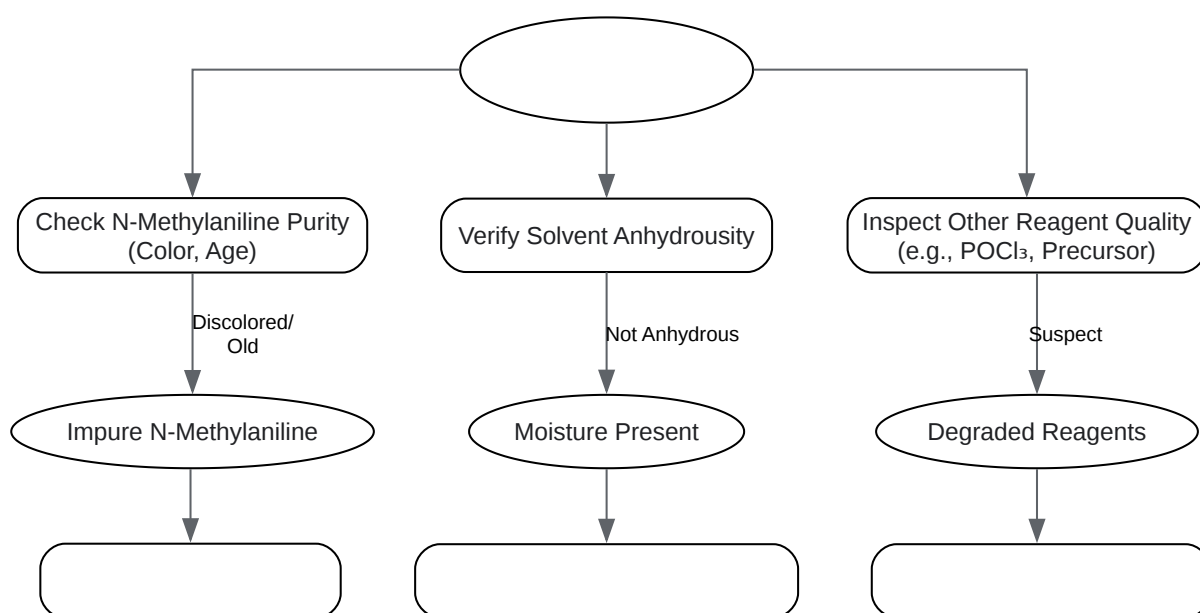 Check N-Methylaniline Purity
(Color, Age)
Verify Solvent Anhydrousity
Inspect Other Reagent Quality
(e.g., POCl₃, Precursor)
Discolored/
Old
Not Anhydrous
Suspect
Impure N-Methylaniline
Moisture Present
Degraded Reagents